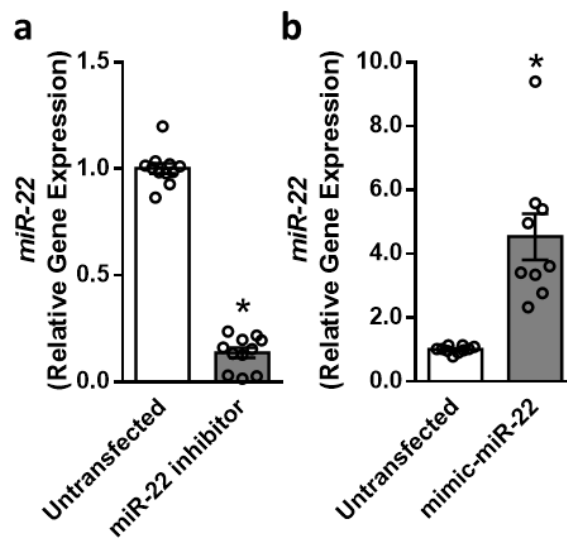 a
miR-22
(Relative Gene Expression)
1.5
1.0
0.5
0.0
*
Untransfected
miR-22 inhibitor
b
miR-22
(Relative Gene Expression)
10.0
8.0
6.0
4.0
2.0
0.0
*
Untransfected
mimic-miR-22